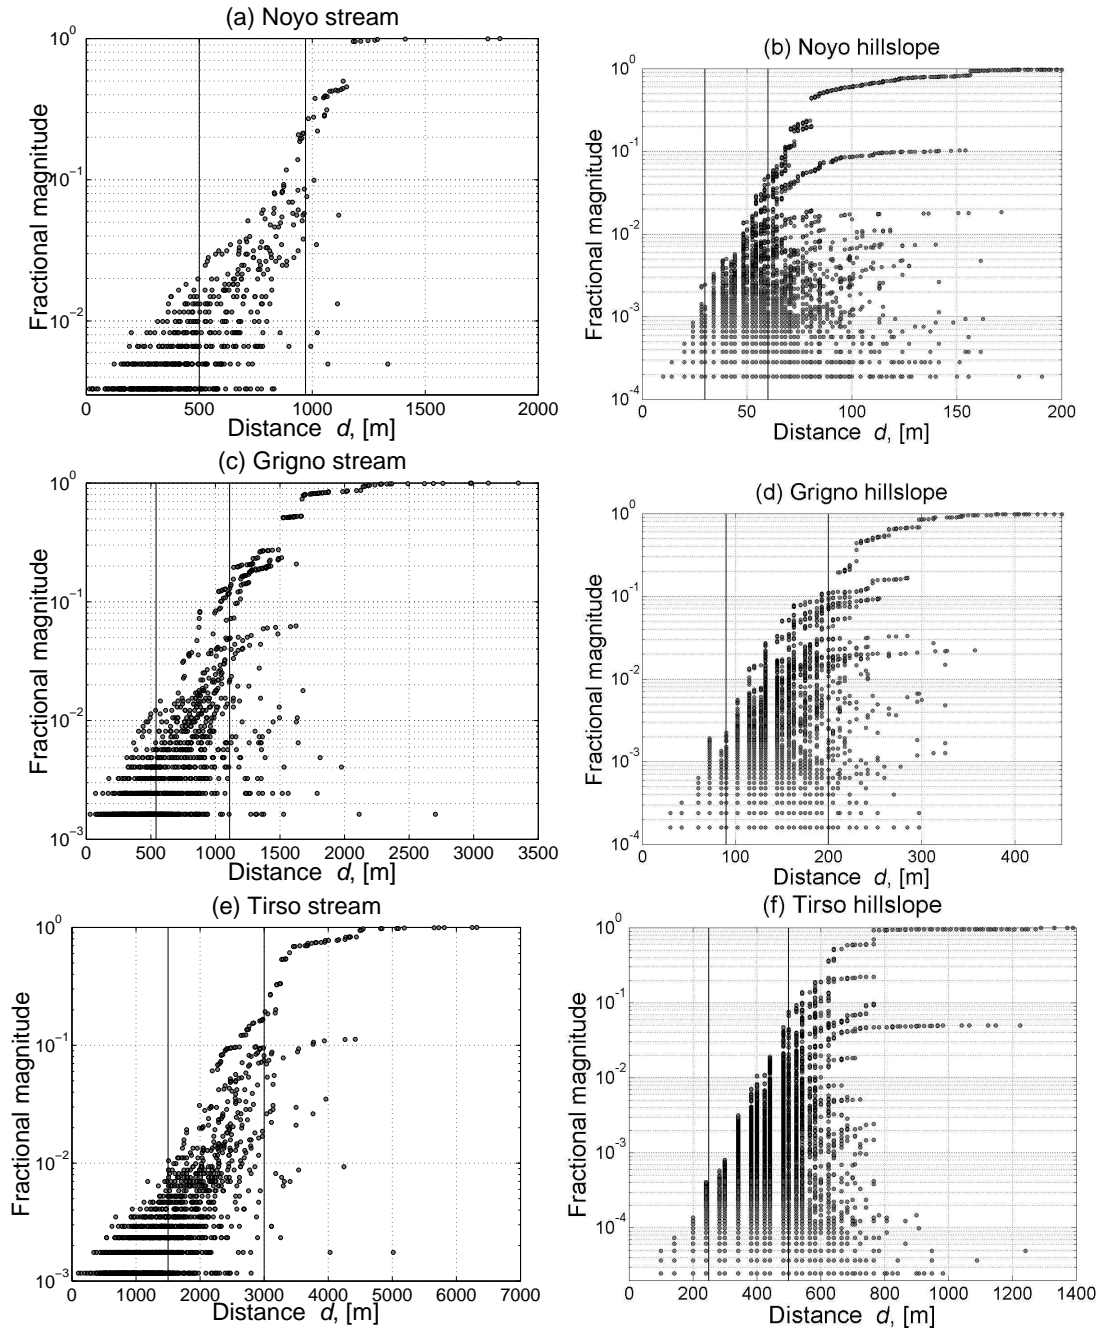 (a) Noyo stream
10^0
10^-1
10^-2
Fractional magnitude
0 500 1000 1500 2000
Distance d, [m]
(b) Noyo hillslope
10^0
10^-1
10^-2
10^-3
10^-4
Fractional magnitude
0 50 100 150 200
Distance d, [m]
(c) Grigno stream
10^0
10^-1
10^-2
10^-3
Fractional magnitude
0 500 1000 1500 2000 2500 3000 3500
Distance d, [m]
(d) Grigno hillslope
10^0
10^-1
10^-2
10^-3
10^-4
Fractional magnitude
0 100 200 300 400
Distance d, [m]
(e) Tirso stream
10^0
10^-1
10^-2
10^-3
Fractional magnitude
0 1000 2000 3000 4000 5000 6000 7000
Distance d, [m]
(f) Tirso hillslope
10^0
10^-1
10^-2
10^-3
10^-4
Fractional magnitude
0 200 400 600 800 1000 1200 1400
Distance d, [m]